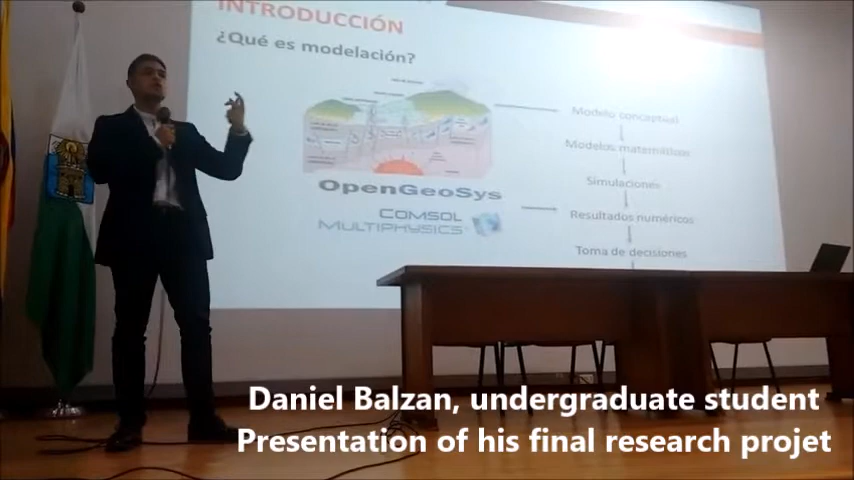 INTRODUCCIÓN
¿Qué es modelación?
Modelo conceptual
Modelos matemáticos
Simulaciones
OpenGeoSys
COMSOL
MULTIPHYSICS
Resultados numéricos
Toma de decisiones
Daniel Balzan, undergraduate student
Presentation of his final research projet